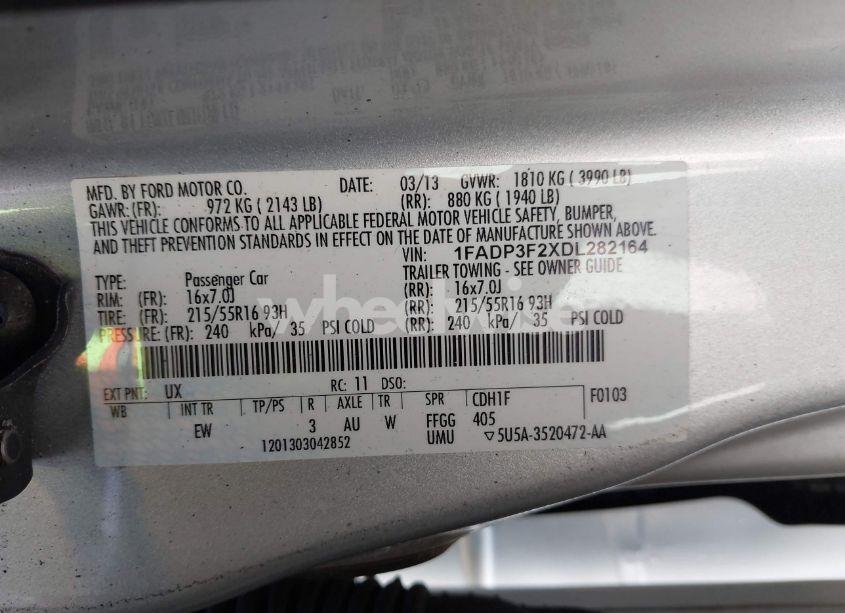 MFD. BY FORD MOTOR CO. DATE: 03/13 GVWR: 1810 KG ( 3990 LB)
GAWR: (FR): 972 KG ( 2143 LB) (RR): 880 KG ( 1940 LB)
THIS VEHICLE CONFORMS TO ALL APPLICABLE FEDERAL MOTOR VEHICLE SAFETY, BUMPER,
AND THEFT PREVENTION STANDARDS IN EFFECT ON THE DATE OF MANUFACTURE SHOWN ABOVE.
VIN: 1FADP3F2XDL282164
TYPE: Passenger Car TRAILER TOWING - SEE OWNER GUIDE
RIM: (FR): 16x7.0J (RR): 16x7.0J
TIRE: (FR): 215/55R16 93H (RR): 215/55R16 93H
PRESSURE: (FR): 240 kPa/ 35 PSI COLD (RR): 240 kPa/ 35 PSI COLD
wheelwise
EXT PNT: UX RC: 11 DSO:
WB INT TR TP/PS R AXLE TR SPR CDH1F F0103
EW 3 AU W FFGG 405
1201303042852 UMU ▽5U5A-3520472-AA